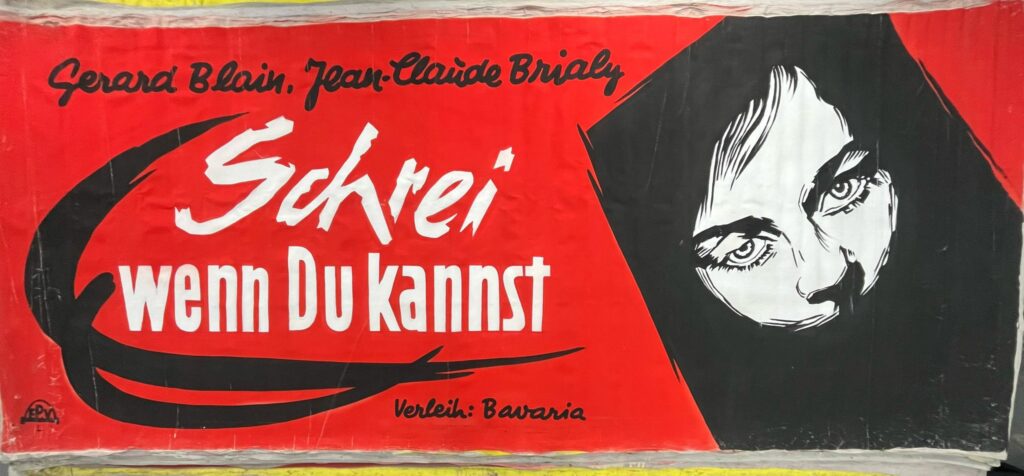 Gerard Blain, Jean-Claude Brialy
Schrei
wenn Du kannst
Verleih: Bavaria